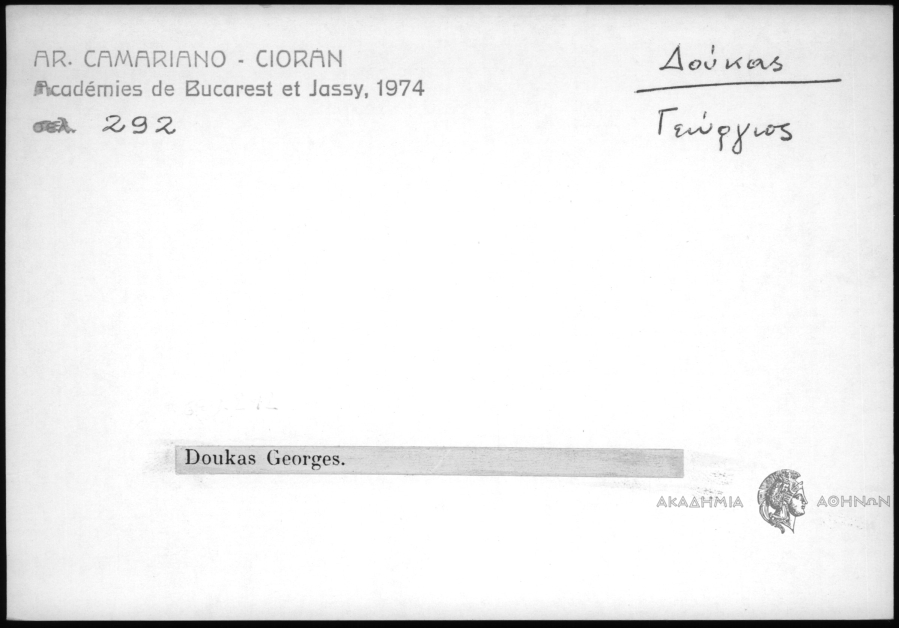 AR. CAMARIANO - CIORAN
Académies de Bucarest et Jassy, 1974
σελ. 292
Δούκας
Γεώργιος
Doukas Georges.
ΑΚΑΔΗΜΙΑ ΑΘΗΝΩΝ